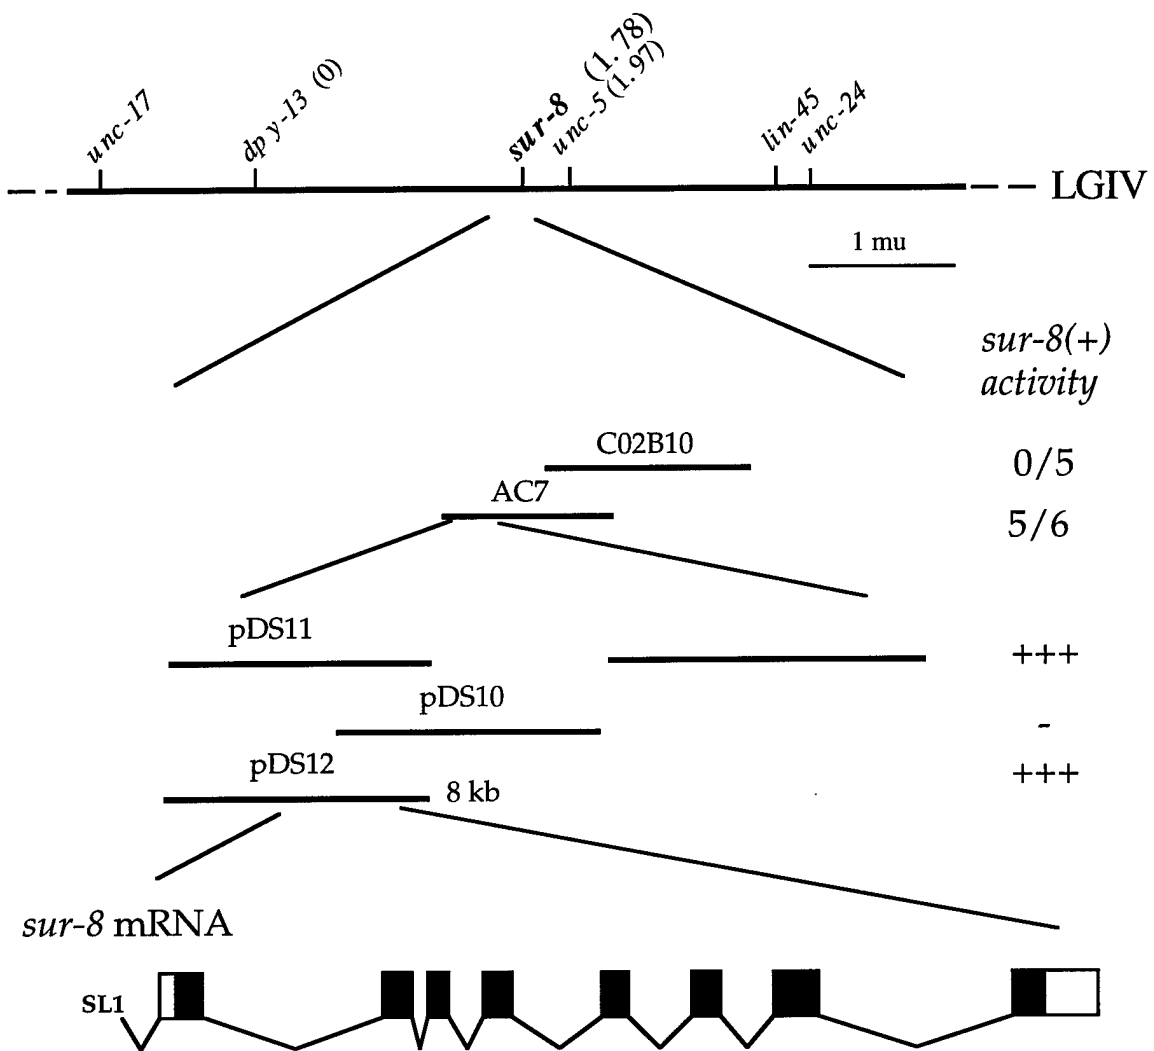 unc-17
dpy-13 (0)
sur-8 (1.78)
unc-5 (1.97)
lin-45
unc-24
LGIV
1 mu
sur-8(+)
activity
C02B10
0/5
AC7
5/6
pDS11
+++
pDS10
-
pDS12
8 kb
+++
sur-8 mRNA
SL1